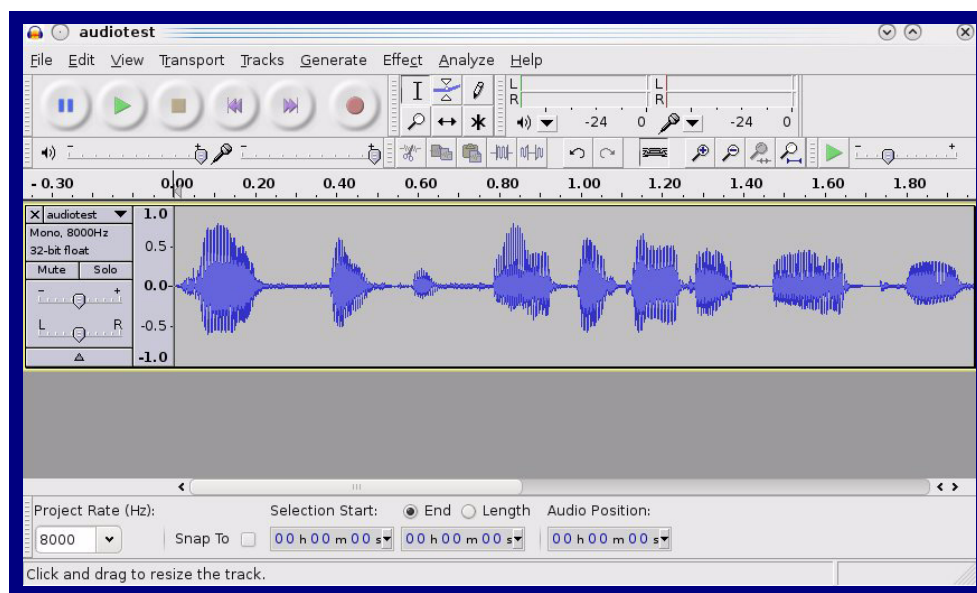 audiotest
File Edit View Transport Tracks Generate Effect Analyze Help
L
R
-24 0
L
R
-24 0
- 0.30 0.00 0.20 0.40 0.60 0.80 1.00 1.20 1.40 1.60 1.80
X audiotest
Mono, 8000Hz
32-bit float
Mute Solo
- +
L R
1.0
0.5
0.0
-0.5
-1.0
Project Rate (Hz): Selection Start: End Length Audio Position:
8000 Snap To 00 h 00 m 00 s 00 h 00 m 00 s 00 h 00 m 00 s
Click and drag to resize the track.